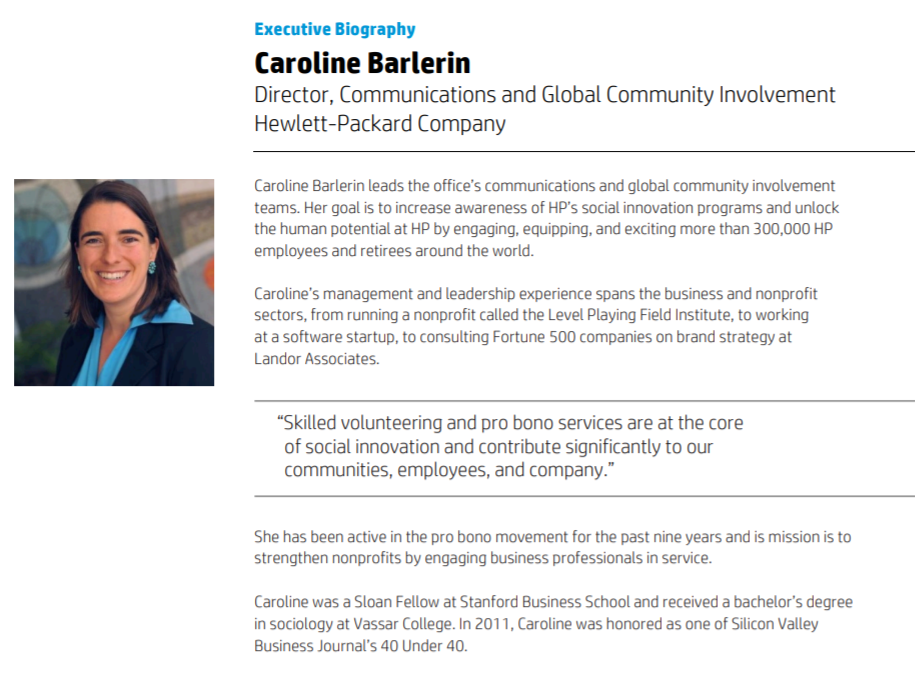 Executive Biography
Caroline Barlerin
Director, Communications and Global Community Involvement
Hewlett-Packard Company
Caroline Barlerin leads the office’s communications and global community involvement
teams. Her goal is to increase awareness of HP’s social innovation programs and unlock
the human potential at HP by engaging, equipping, and exciting more than 300,000 HP
employees and retirees around the world.
Caroline’s management and leadership experience spans the business and nonprofit
sectors, from running a nonprofit called the Level Playing Field Institute, to working
at a software startup, to consulting Fortune 500 companies on brand strategy at
Landor Associates.
“Skilled volunteering and pro bono services are at the core
of social innovation and contribute significantly to our
communities, employees, and company.”
She has been active in the pro bono movement for the past nine years and is mission is to
strengthen nonprofits by engaging business professionals in service.
Caroline was a Sloan Fellow at Stanford Business School and received a bachelor’s degree
in sociology at Vassar College. In 2011, Caroline was honored as one of Silicon Valley
Business Journal’s 40 Under 40.